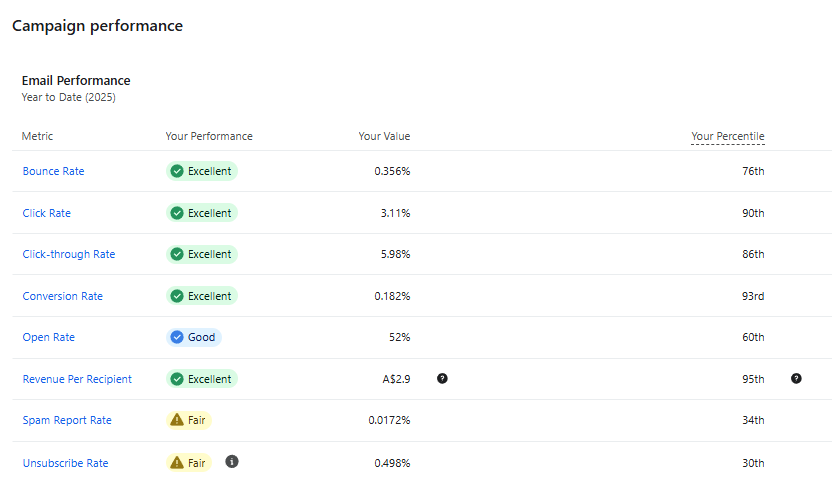 Campaign performance
Email Performance
Year to Date (2025)
Metric Your Performance Your Value Your Percentile
Bounce Rate Excellent 0.356% 76th
Click Rate Excellent 3.11% 90th
Click-through Rate Excellent 5.98% 86th
Conversion Rate Excellent 0.182% 93rd
Open Rate Good 52% 60th
Revenue Per Recipient Excellent A$2.9 ? 95th ?
Spam Report Rate Fair 0.0172% 34th
Unsubscribe Rate Fair i 0.498% 30th